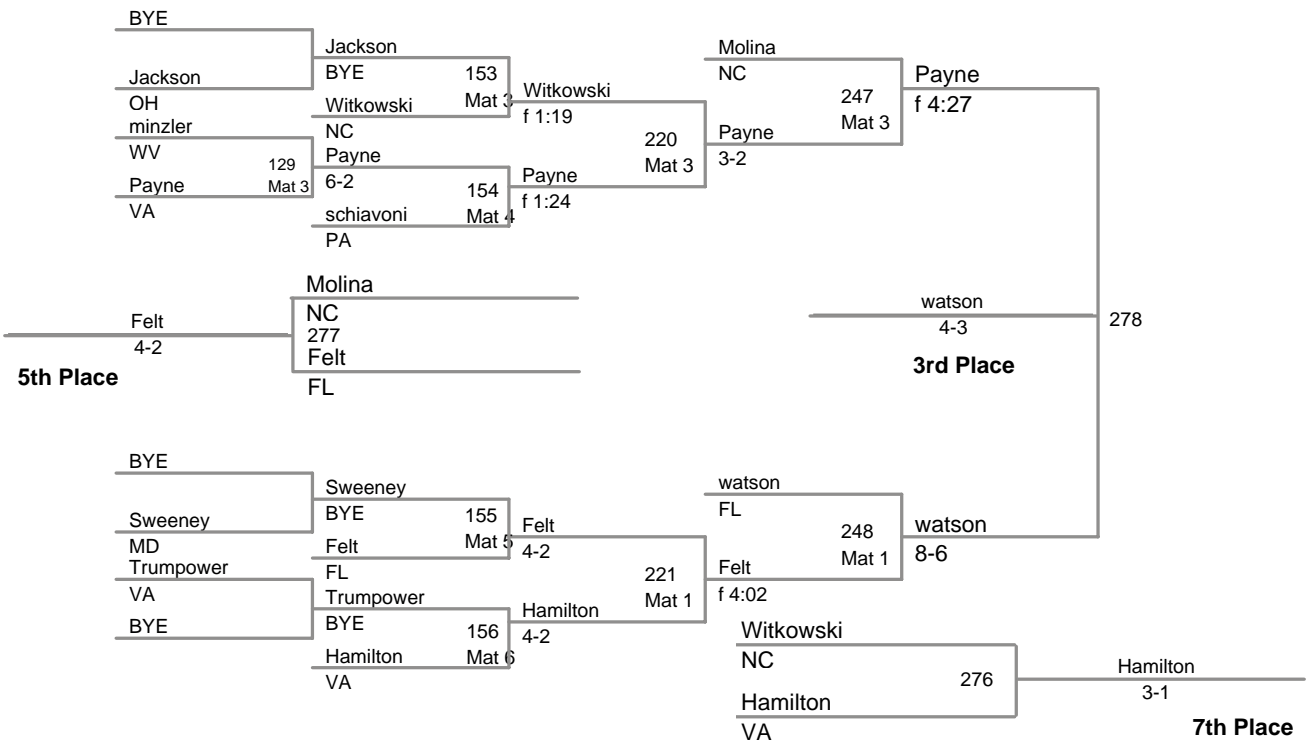 BYE
Jackson
OH
minzler
WV
Payne
VA
129
Mat 3
Jackson
BYE
Witkowski
NC
Payne
6-2
schiavoni
PA
153
Mat 3
154
Mat 4
Witkowski
f 1:19
Payne
f 1:24
220
Mat 3
Molina
NC
Payne
3-2
247
Mat 3
Payne
f 4:27
Molina
NC
277
Felt
FL
Felt
4-2
5th Place
watson
4-3
3rd Place
278
BYE
Sweeney
MD
Trumpower
VA
BYE
Sweeney
BYE
Felt
FL
Trumpower
BYE
Hamilton
VA
155
Mat 5
156
Mat 6
Felt
4-2
Hamilton
4-2
221
Mat 1
watson
FL
Felt
f 4:02
248
Mat 1
watson
8-6
Witkowski
NC
Hamilton
VA
276
Hamilton
3-1
7th Place